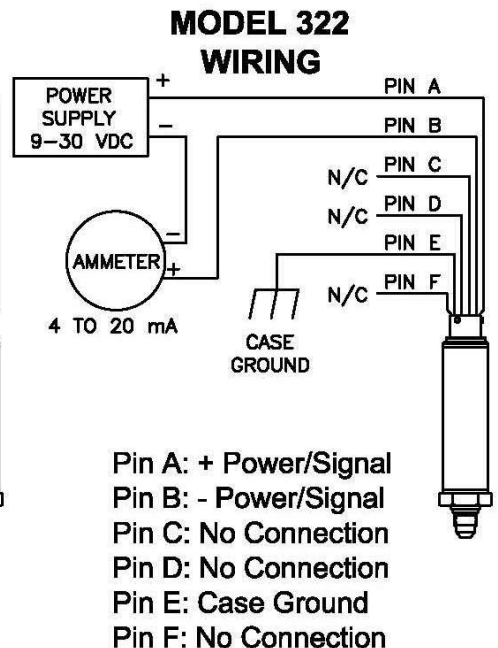 MODEL 322
WIRING
POWER
SUPPLY
9-30 VDC
+
-
PIN A
PIN B
N/C PIN C
N/C PIN D
PIN E
N/C PIN F
AMMETER
-
+
4 TO 20 mA
CASE
GROUND
Pin A: + Power/Signal
Pin B: - Power/Signal
Pin C: No Connection
Pin D: No Connection
Pin E: Case Ground
Pin F: No Connection